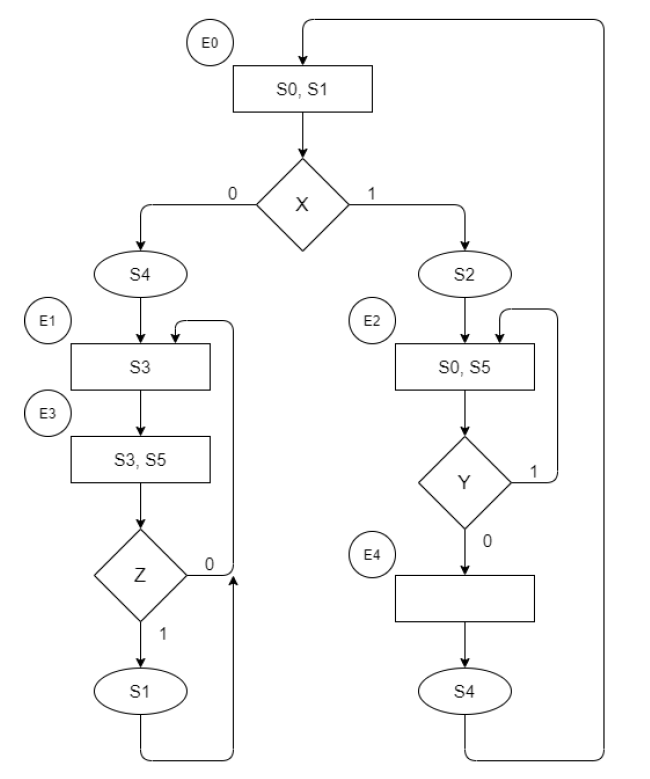 E0
S0, S1
X
0
1
S4
S2
E1
E2
S3
S0, S5
E3
S3, S5
Y
1
0
E4
Z
0
1
S1
S4